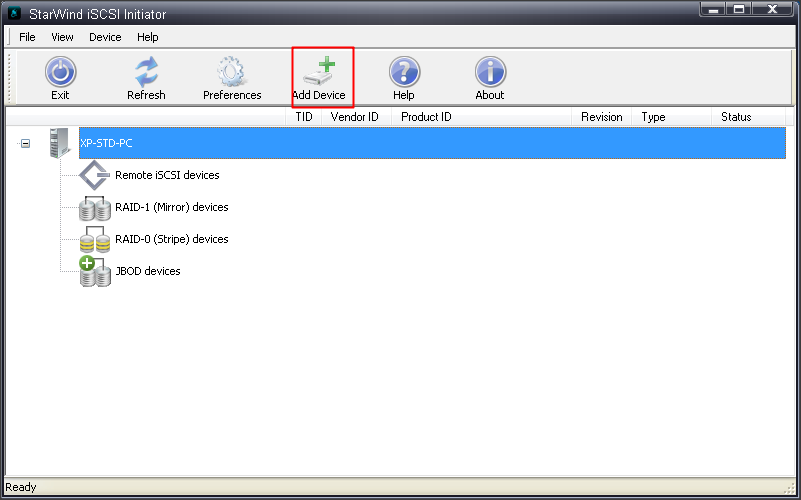 StarWind iSCSI Initiator
File View Device Help
Exit Refresh Preferences Add Device Help About
TID Vendor ID Product ID Revision Type Status
XP-STD-PC
Remote iSCSI devices
RAID-1 (Mirror) devices
RAID-0 (Stripe) devices
JBOD devices
Ready